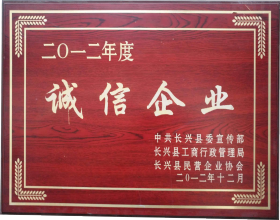 二〇一二年度
诚信企业
中共长兴县委宣传部
长兴县工商行政管理局
长兴县民营企业协会
二〇一二年十二月